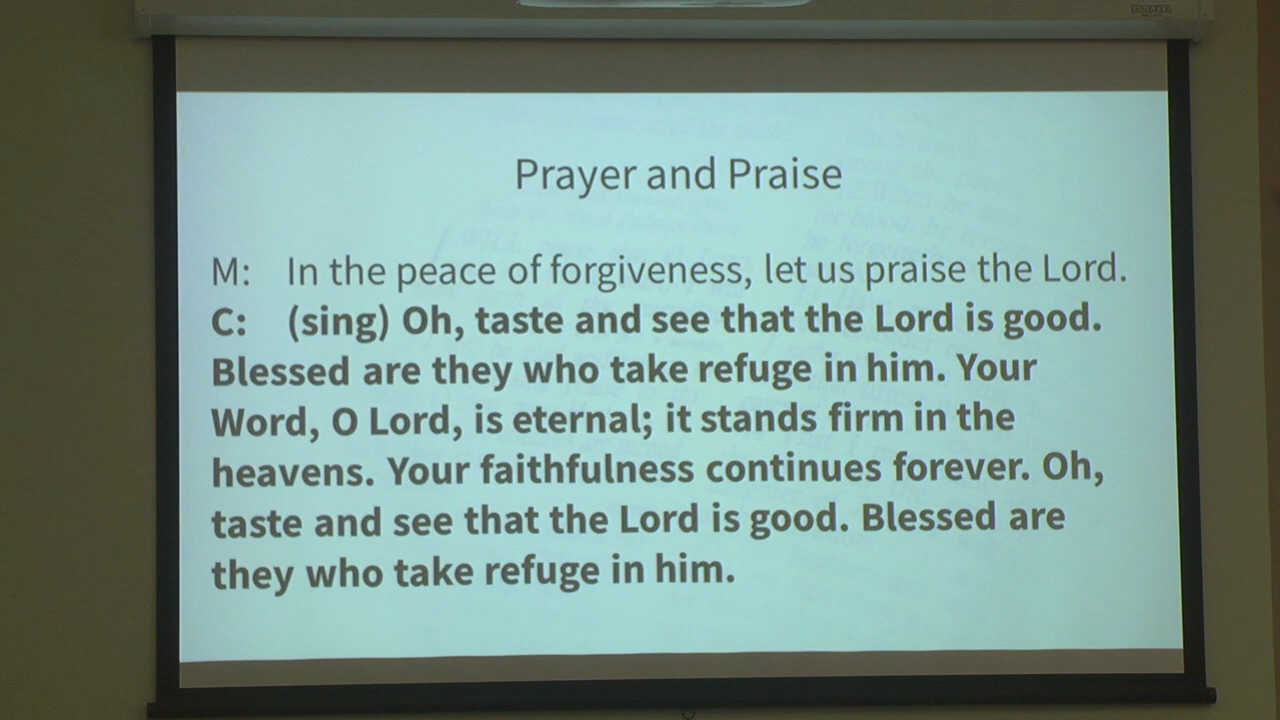 Prayer and Praise
M: In the peace of forgiveness, let us praise the Lord.
C: (sing) Oh, taste and see that the Lord is good.
Blessed are they who take refuge in him. Your
Word, O Lord, is eternal; it stands firm in the
heavens. Your faithfulness continues forever. Oh,
taste and see that the Lord is good. Blessed are
they who take refuge in him.